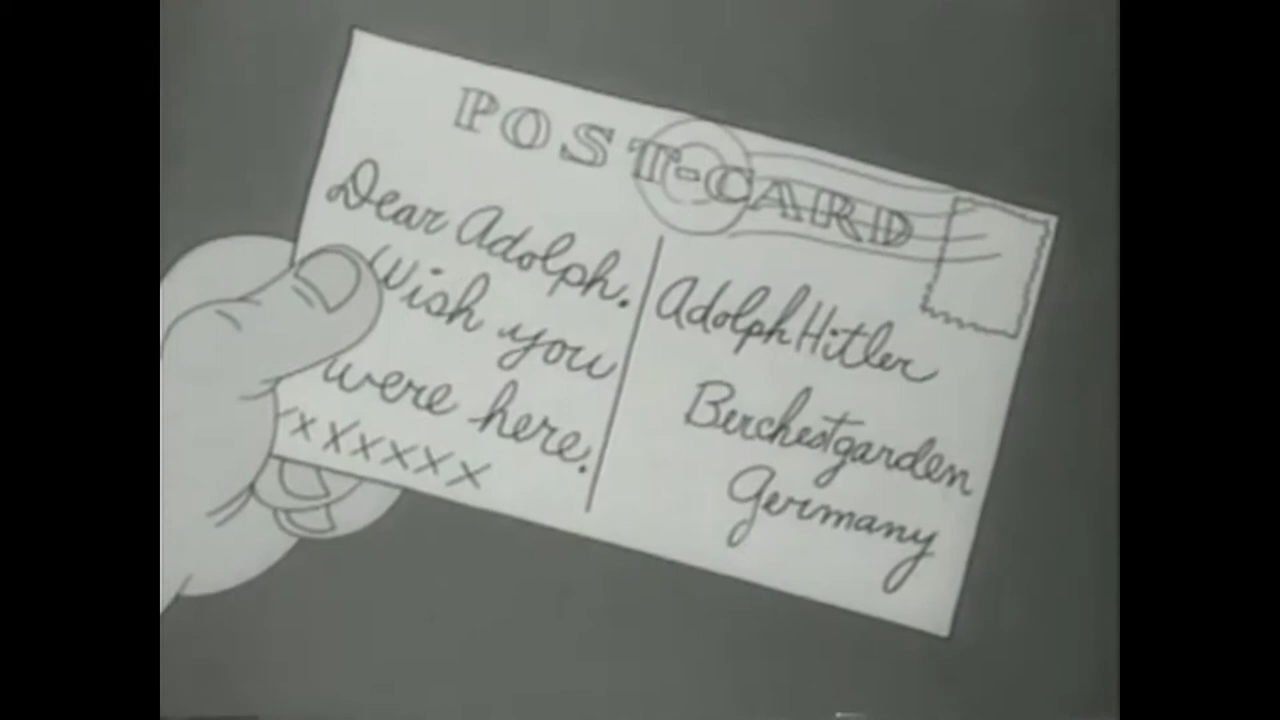 POST-CARD
Dear Adolph.
Wish you
were here.
xxxxxx
Adolph Hitler
Berchestgarden
Germany